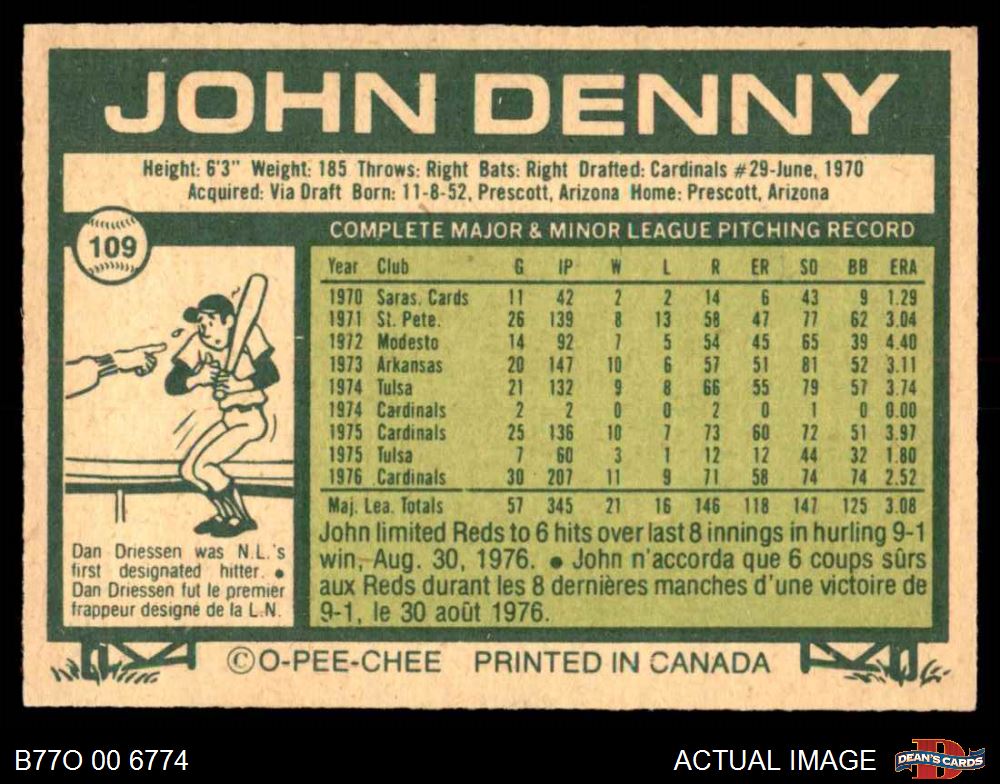 JOHN DENNY
Height: 6'3" Weight: 185 Throws: Right Bats: Right Drafted: Cardinals #29-June, 1970
Acquired: Via Draft Born: 11-8-52, Prescott, Arizona Home: Prescott, Arizona
109
COMPLETE MAJOR & MINOR LEAGUE PITCHING RECORD
Year Club G IP W L R ER SO BB ERA
1970 Saras. Cards 11 42 2 2 14 6 43 9 1.29
1971 St. Pete. 26 139 8 13 58 47 77 62 3.04
1972 Modesto 14 92 7 5 54 45 65 39 4.40
1973 Arkansas 20 147 10 6 57 51 81 52 3.11
1974 Tulsa 21 132 9 8 66 55 79 57 3.74
1974 Cardinals 2 2 0 0 2 0 1 0 0.00
1975 Cardinals 25 136 10 7 73 60 72 51 3.97
1975 Tulsa 7 60 3 1 12 12 44 32 1.80
1976 Cardinals 30 207 11 9 71 58 74 74 2.52
Maj. Lea. Totals 57 345 21 16 146 118 147 125 3.08
John limited Reds to 6 hits over last 8 innings in hurling 9-1
win, Aug. 30, 1976. ● John n'accorda que 6 coups sûrs
aux Reds durant les 8 dernières manches d'une victoire de
9-1, le 30 août 1976.
Dan Driessen was N.L.'s
first designated hitter. ●
Dan Driessen fut le premier
frappeur designé de la L.N.
©O-PEE-CHEE PRINTED IN CANADA
B77O 00 6774
ACTUAL IMAGE
DEAN'S CARDS